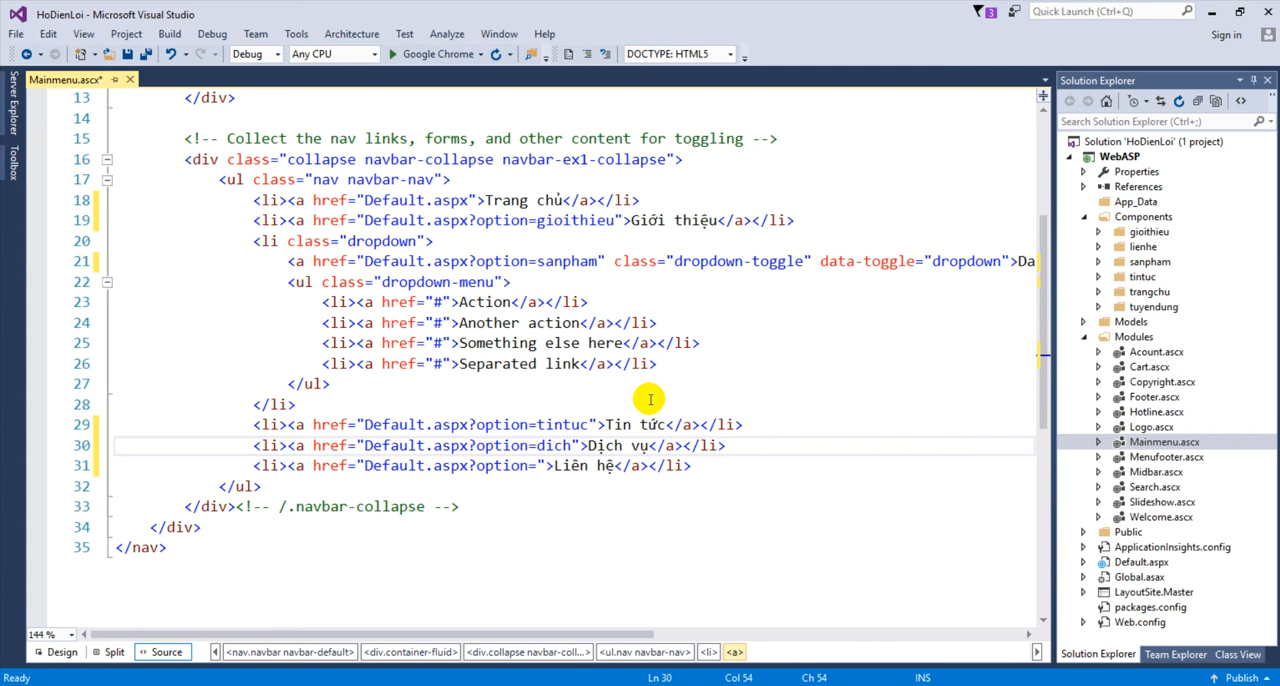 HoDienLoi - Microsoft Visual Studio
3
Quick Launch (Ctrl+Q)
File Edit View Project Build Debug Team Tools Architecture Test Analyze Window Help
Sign in
Debug Any CPU Google Chrome DOCTYPE: HTML5
Server Explorer
Toolbox
Mainmenu.ascx*
13 </div>
14
15 <!-- Collect the nav links, forms, and other content for toggling -->
16 <div class="collapse navbar-collapse navbar-ex1-collapse">
17 <ul class="nav navbar-nav">
18 <li><a href="Default.aspx">Trang chủ</a></li>
19 <li><a href="Default.aspx?option=gioithieu">Giới thiệu</a></li>
20 <li class="dropdown">
21 <a href="Default.aspx?option=sanpham" class="dropdown-toggle" data-toggle="dropdown">Da
22 <ul class="dropdown-menu">
23 <li><a href="#">Action</a></li>
24 <li><a href="#">Another action</a></li>
25 <li><a href="#">Something else here</a></li>
26 <li><a href="#">Separated link</a></li>
27 </ul>
28 </li>
29 <li><a href="Default.aspx?option=tintuc">Tin tức</a></li>
30 <li><a href="Default.aspx?option=dich">Dịch vụ</a></li>
31 <li><a href="Default.aspx?option=">Liên hệ</a></li>
32 </ul>
33 </div><!-- /.navbar-collapse -->
34 </div>
35 </nav>
144 %
Design Split Source <nav.navbar navbar-default> <div.container-fluid> <div.collapse navbar-coll...> <ul.nav navbar-nav> <li> <a>
Solution Explorer
Search Solution Explorer (Ctrl+;)
Solution 'HoDienLoi' (1 project)
WebASP
Properties
References
App_Data
Components
gioithieu
lienhe
sanpham
tintuc
trangchu
tuyendung
Models
Modules
Acount.ascx
Cart.ascx
Copyright.ascx
Footer.ascx
Hotline.ascx
Logo.ascx
Mainmenu.ascx
Menufooter.ascx
Midbar.ascx
Search.ascx
Slideshow.ascx
Welcome.ascx
Public
ApplicationInsights.config
Default.aspx
Global.asax
LayoutSite.Master
packages.config
Web.config
Solution Explorer Team Explorer Class View
Ready Ln 30 Col 54 Ch 54 INS Publish